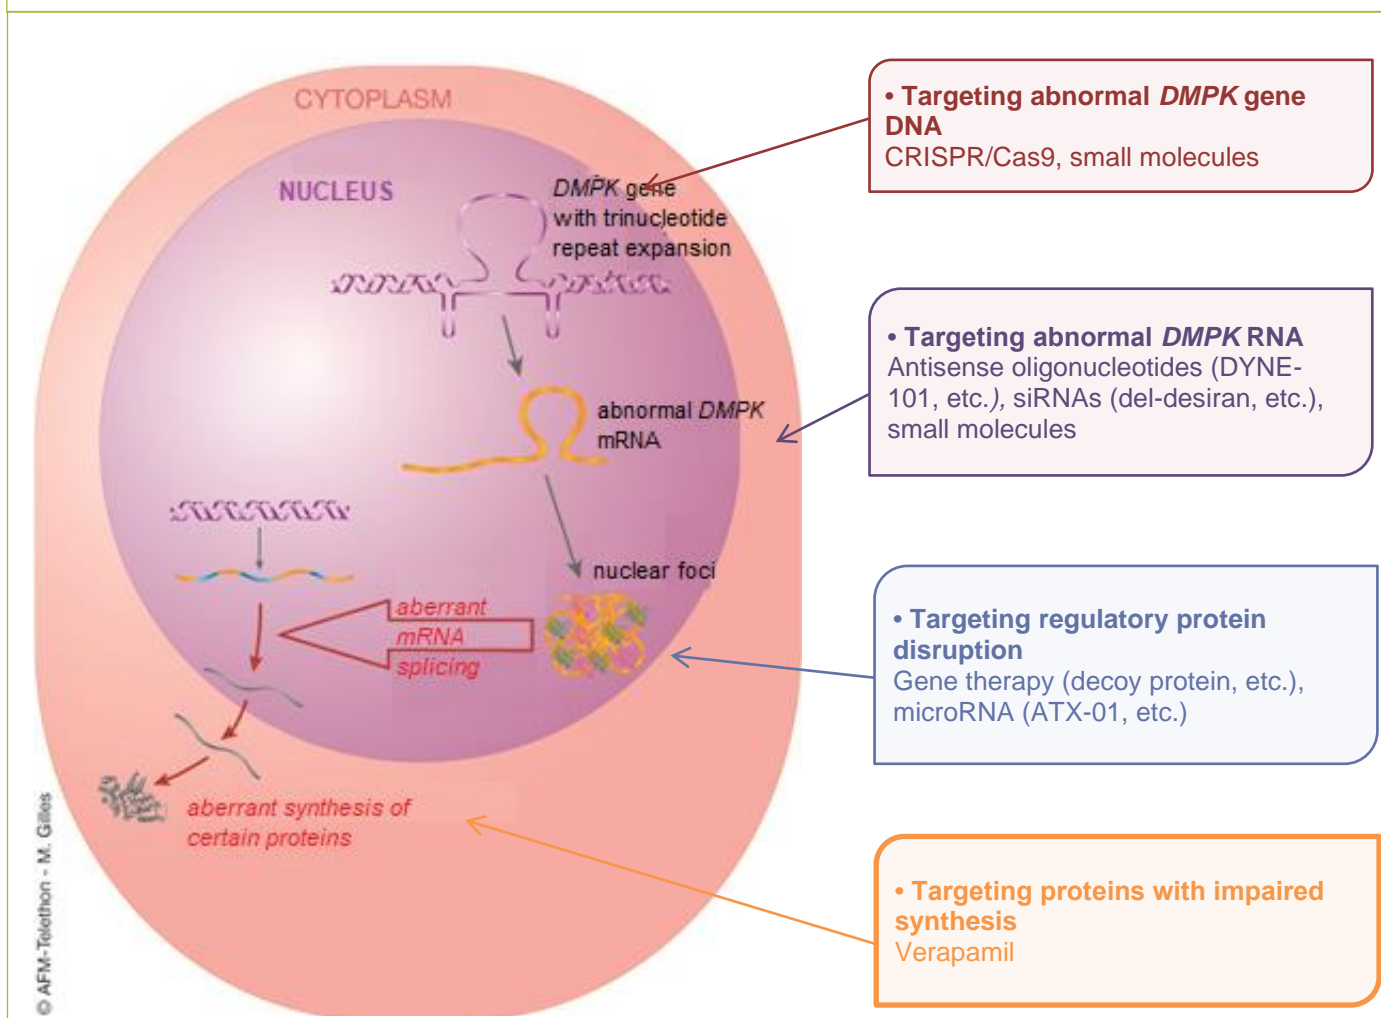 CYTOPLASM
NUCLEUS
DMPK gene
with trinucleotide
repeat expansion
abnormal DMPK
mRNA
nuclear foci
aberrant
mRNA
splicing
aberrant synthesis of
certain proteins
© AFM-Telethon - M. Gilles
• Targeting abnormal DMPK gene
DNA
CRISPR/Cas9, small molecules
• Targeting abnormal DMPK RNA
Antisense oligonucleotides (DYNE-
101, etc.), siRNAs (del-desiran, etc.),
small molecules
• Targeting regulatory protein
disruption
Gene therapy (decoy protein, etc.),
microRNA (ATX-01, etc.)
• Targeting proteins with impaired
synthesis
Verapamil